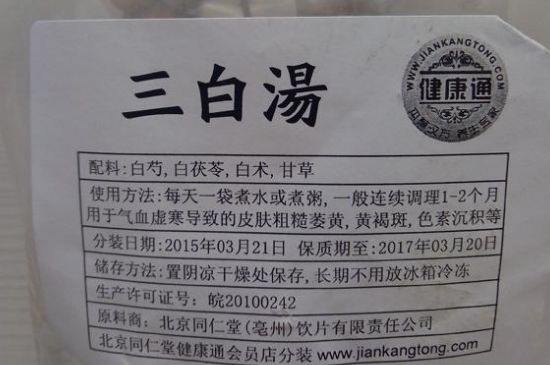 三白湯
WWW.JIANKANGTONG.COM
健康通
配料:白芍,白茯苓,白术,甘草
使用方法:每天一袋煮水或煮粥,一般连续调理1-2个月
用于气血虚寒导致的皮肤粗糙萎黄,黄褐斑,色素沉积等
分装日期:2015年03月21日 保质期至:2017年03月20日
储存方法:置阴凉干燥处保存,长期不用放冰箱冷冻
生产许可证号:皖20100242
原料商:北京同仁堂(亳州)饮片有限责任公司
北京同仁堂健康通会员店分装 www.jiankangtong.com